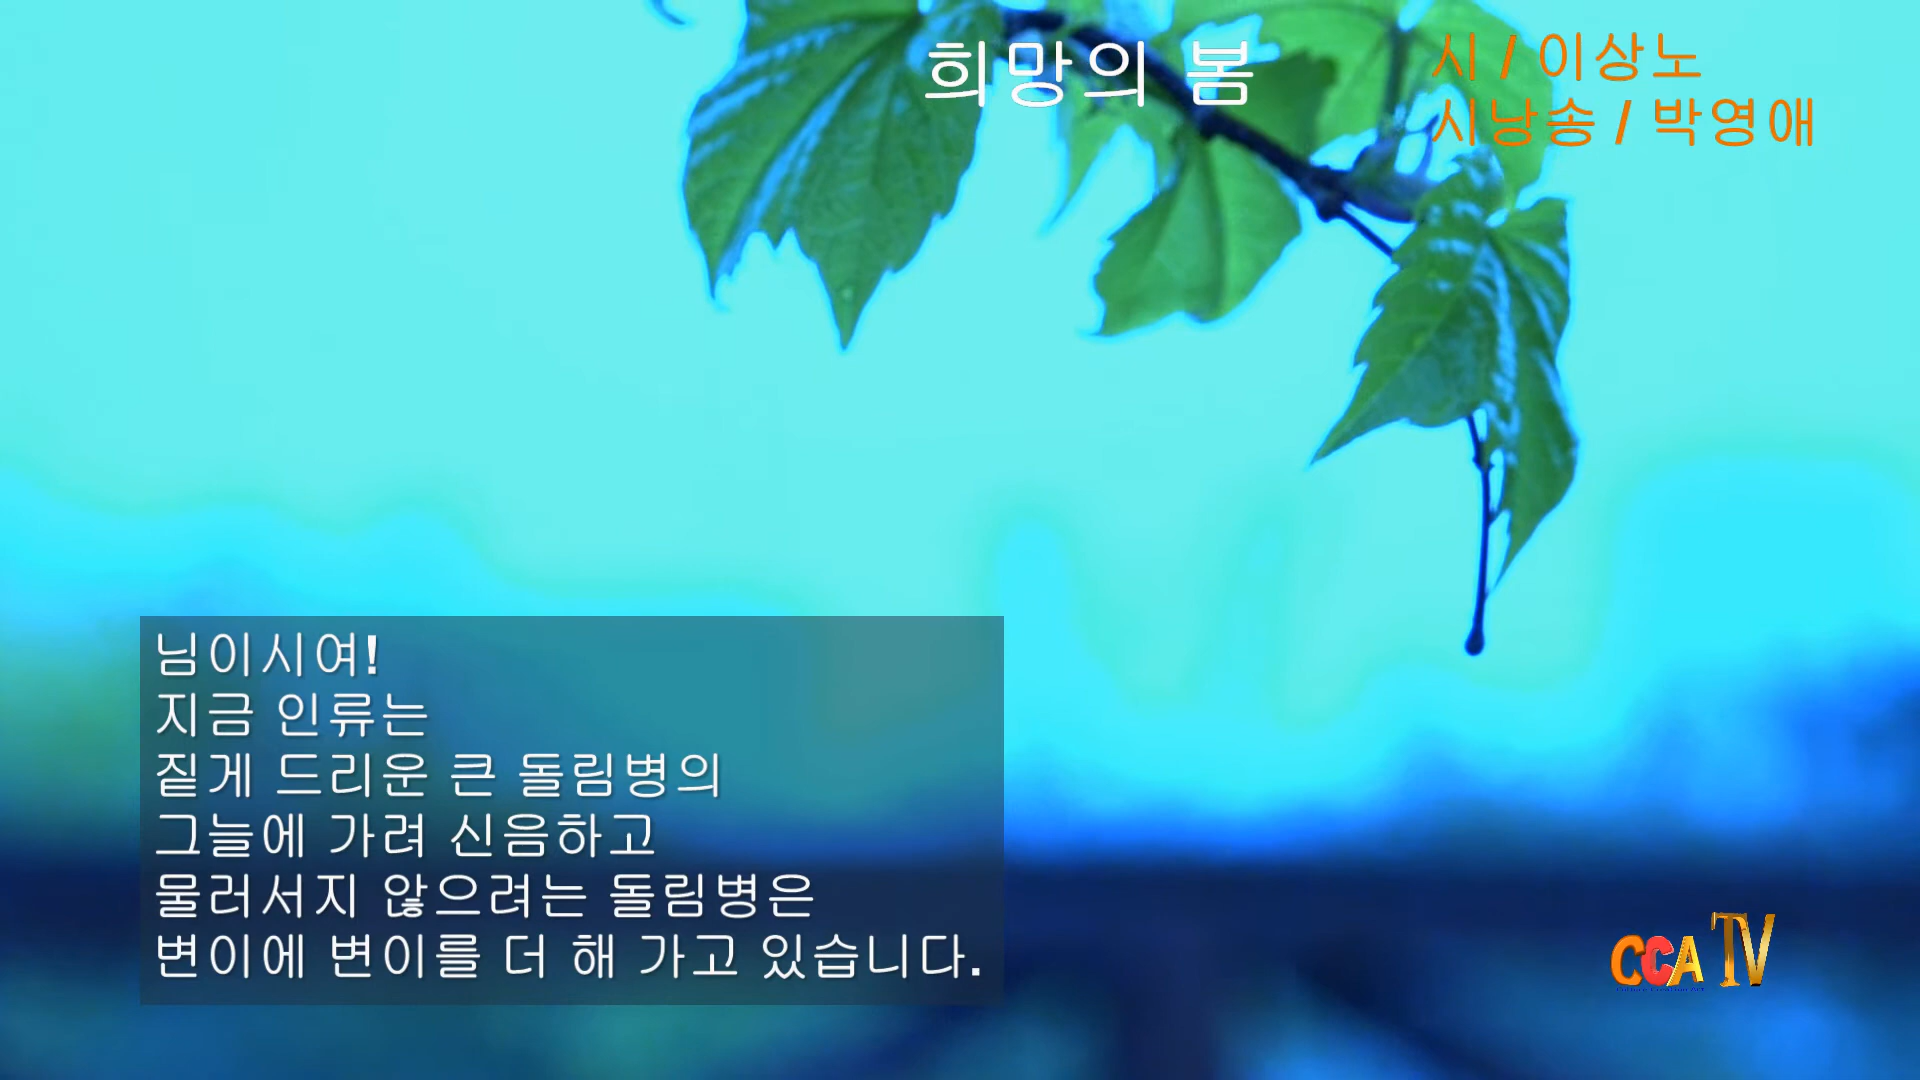 희망의 봄
시 / 이상노
시낭송 / 박영애
님이시여!
지금 인류는
짙게 드리운 큰 돌림병의
그늘에 가려 신음하고
물러서지 않으려는 돌림병은
변이에 변이를 더 해 가고 있습니다.
CCA TV